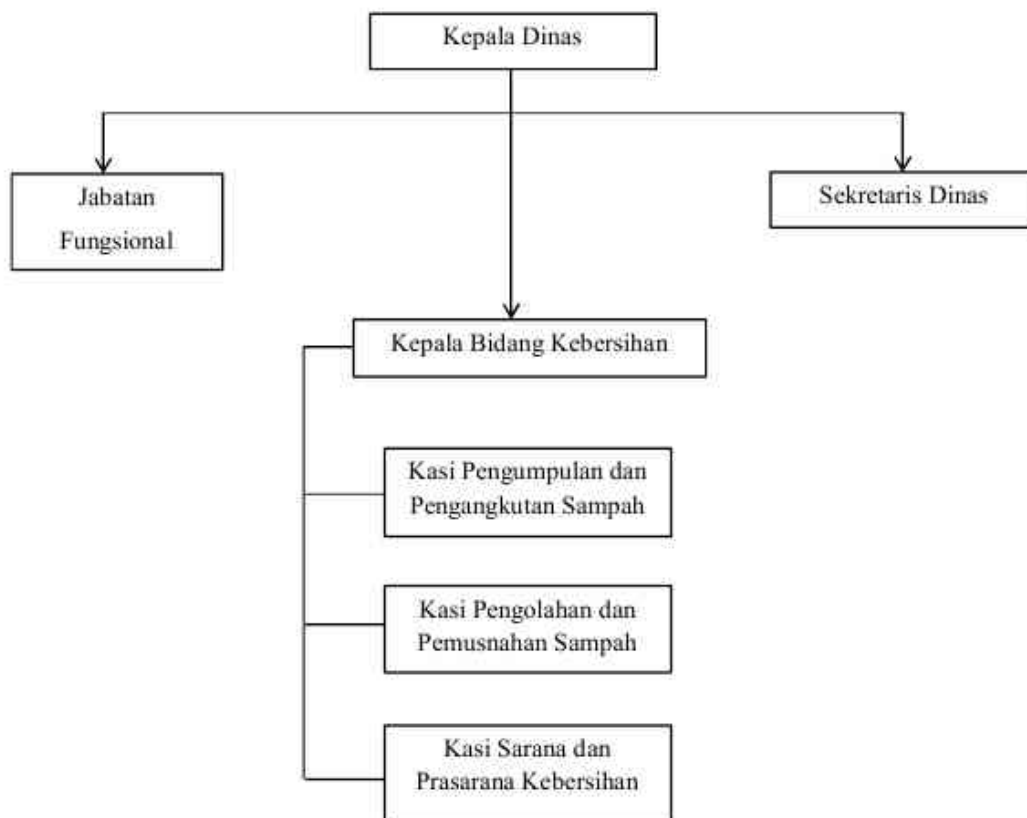 Kepala Dinas
Jabatan
Fungsional
Sekretaris Dinas
Kepala Bidang Kebersihan
Kasi Pengumpulan dan
Pengangkutan Sampah
Kasi Pengolahan dan
Pemusnahan Sampah
Kasi Sarana dan
Prasarana Kebersihan